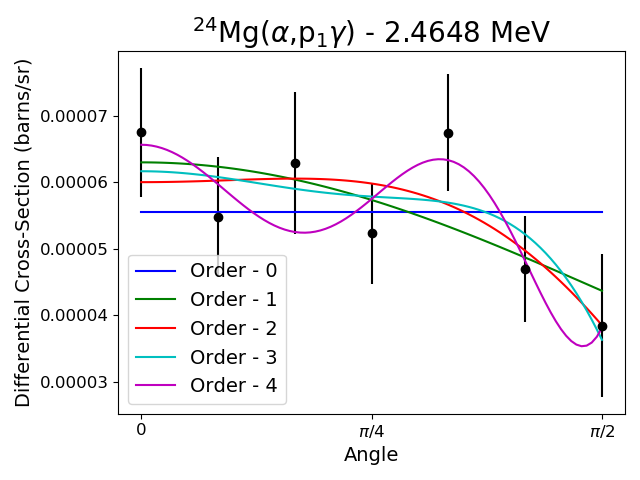 ²⁴Mg(α,p₁γ) - 2.4648 MeV
Differential Cross-Section (barns/sr)
0.00007
0.00006
0.00005
0.00004
0.00003
Order - 0
Order - 1
Order - 2
Order - 3
Order - 4
0 π/4 π/2
Angle